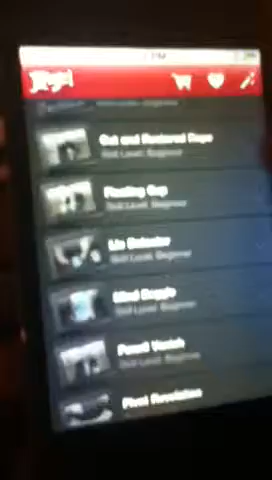 Cut and Restored Rope
Skill Level: Beginner
Floating Cup
Skill Level: Beginner
Lie Detector
Skill Level: Beginner
Mind Boggle
Skill Level: Beginner
Pencil Vanish
Skill Level: Beginner
Pivot Revelation